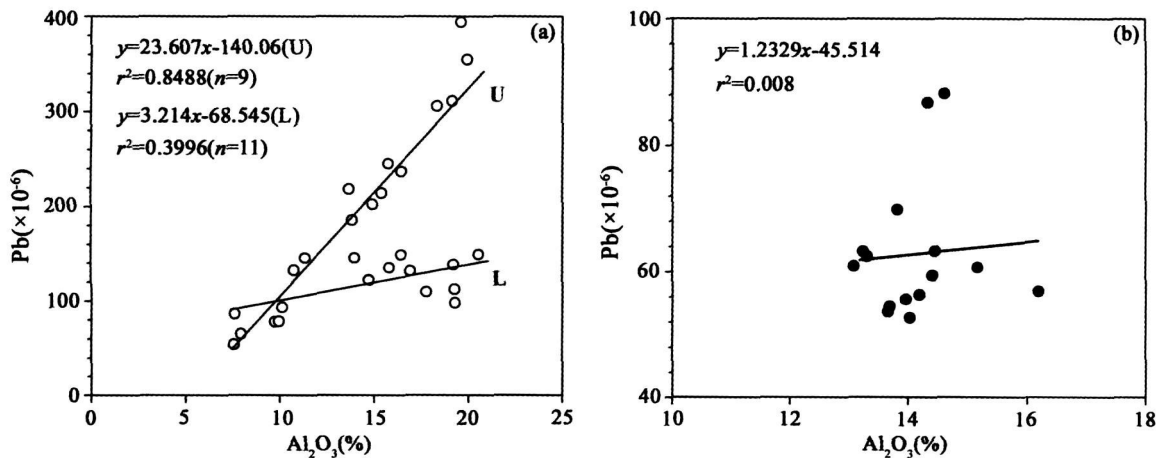 (a)
y=23.607x-140.06(U)
r²=0.8488(n=9)
y=3.214x-68.545(L)
r²=0.3996(n=11)
U
L
400
300
200
100
0
Pb(×10⁻⁶)
0 5 10 15 20 25
Al₂O₃(%)
(b)
y=1.2329x-45.514
r²=0.008
100
80
60
40
Pb(×10⁻⁶)
10 12 14 16 18
Al₂O₃(%)